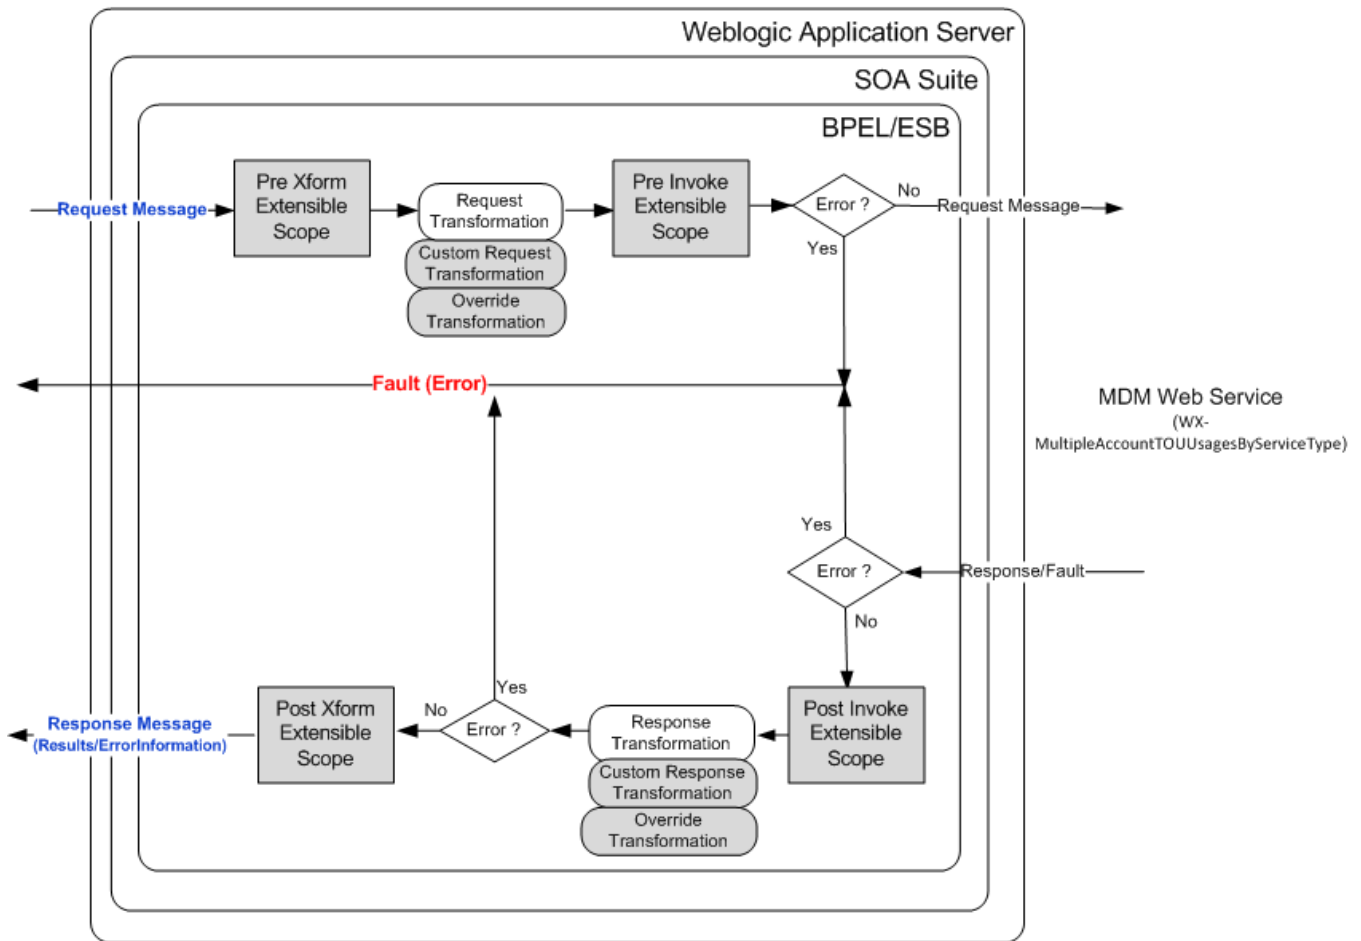 Weblogic Application Server
SOA Suite
BPEL/ESB
Request Message
Pre Xform
Extensible
Scope
Request
Transformation
Custom Request
Transformation
Override
Transformation
Pre Invoke
Extensible
Scope
Error ?
No
Request Message
Yes
Fault (Error)
MDM Web Service
(WX-
MultipleAccountTOUUsagesByServiceType)
Yes
Error ?
Response/Fault
No
Response Message
(Results/ErrorInformation)
Post Xform
Extensible
Scope
No
Yes
Error ?
Response
Transformation
Custom Response
Transformation
Override
Transformation
Post Invoke
Extensible
Scope